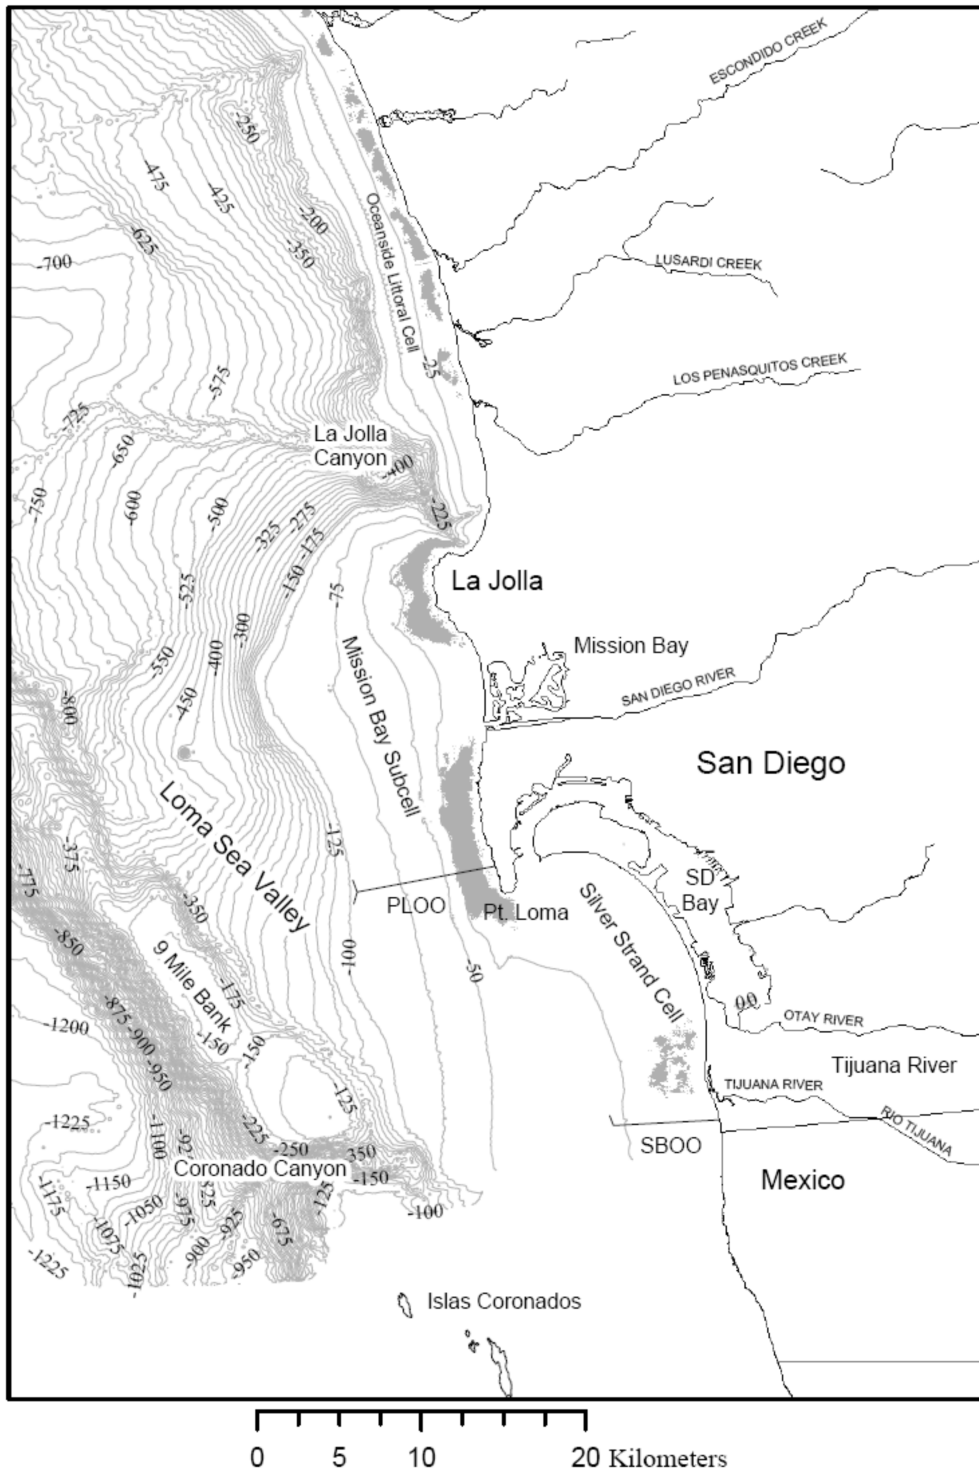 ESCONDIDO CREEK
-250
-475
-425
-200
-350
-625
Oceanside Littoral Cell
-700
LUSARDI CREEK
-25
-575
LOS PENASQUITOS CREEK
-725
-650
La Jolla
Canyon
-400
-750
-600
-500
-325
-275
-225
-175
-150
La Jolla
-525
-75
-300
-400
-550
Mission Bay
-450
-800
Mission Bay Subcell
SAN DIEGO RIVER
San Diego
Loma Sea Valley
-125
-375
-775
PLOO
Pt. Loma
SD
Bay
-350
Silver Strand Cell
-850
9 Mile Bank
-100
-50
-175
-875
-1200
-900
-150
-150
OTAY RIVER
-950
Tijuana River
TIJUANA RIVER
-125
-1225
-225
RIO TIJUANA
-1100
-250
350
SBOO
Coronado Canyon
-150
Mexico
-1150
-1175
-1050
-975
-925
-125
-100
-675
-1075
-900
-950
-1225
-1025
Islas Coronados
0 5 10 20 Kilometers